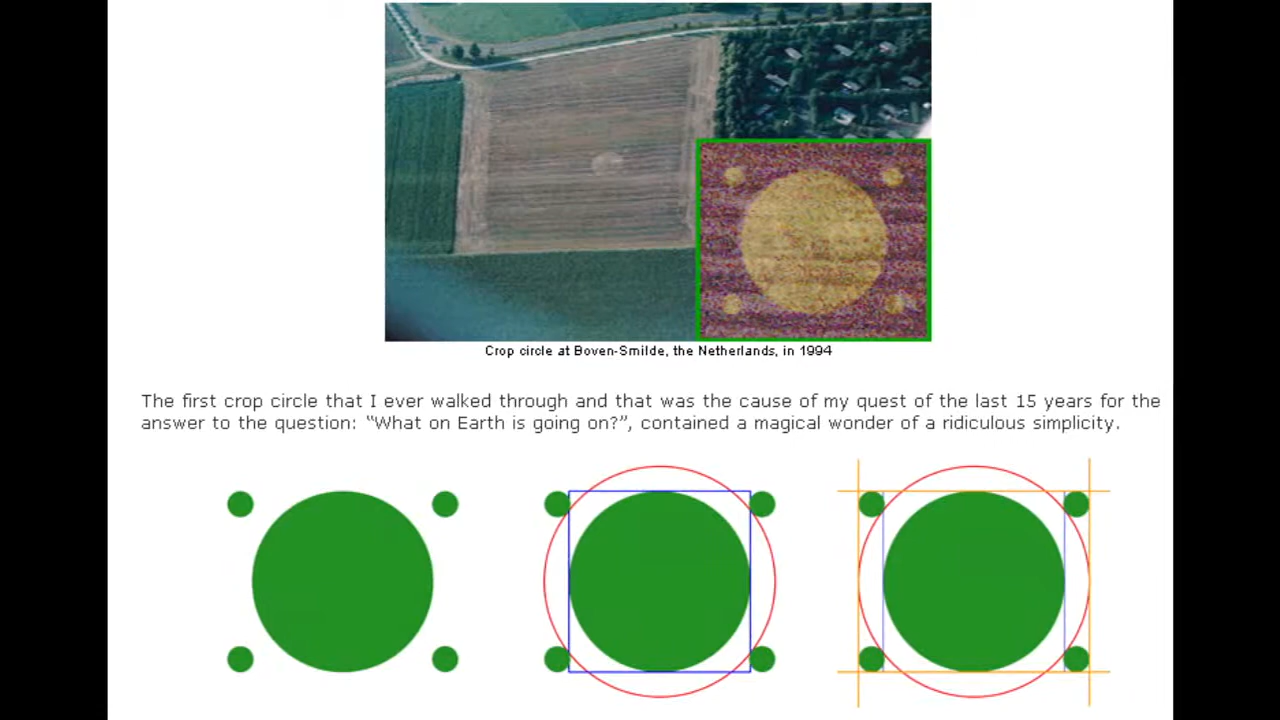 Crop circle at Boven-Smilde, the Netherlands, in 1994
The first crop circle that I ever walked through and that was the cause of my quest of the last 15 years for the
answer to the question: “What on Earth is going on?”, contained a magical wonder of a ridiculous simplicity.